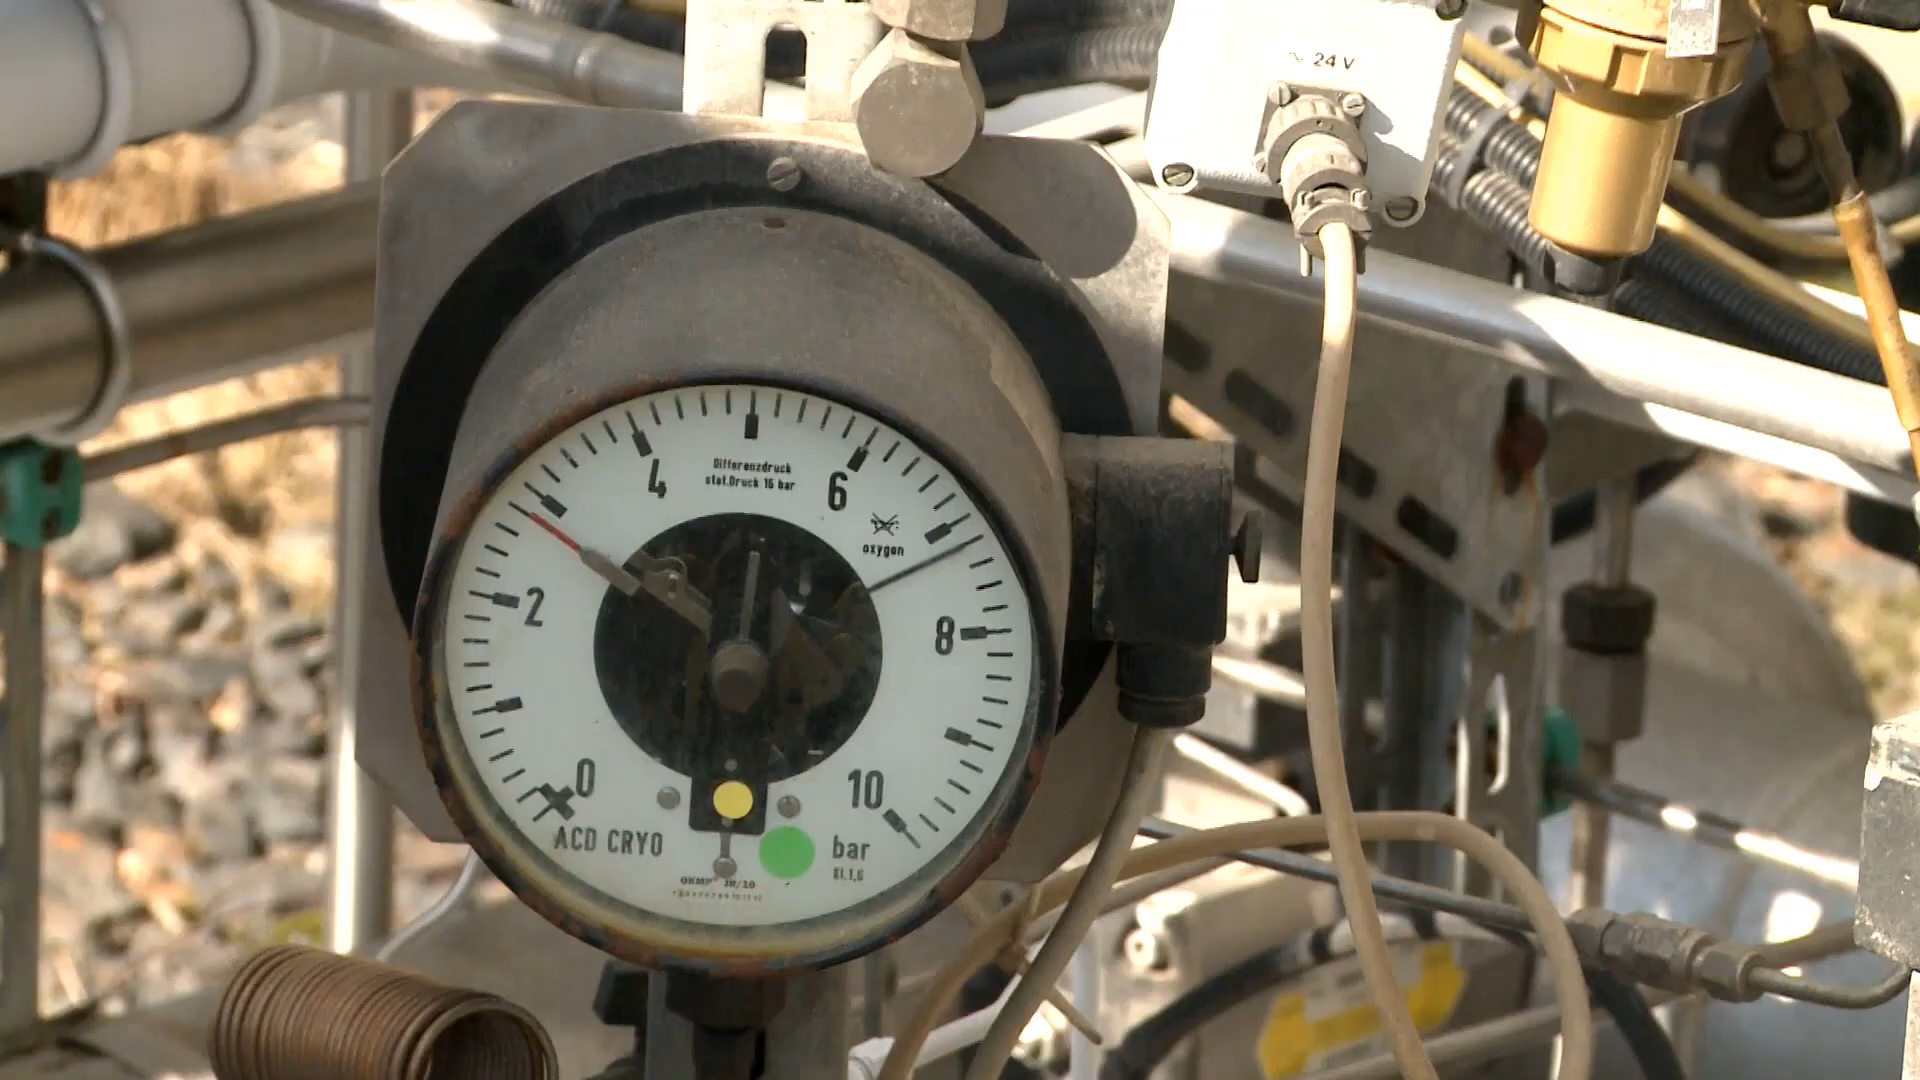 ~ 24 V
Differenzdruck
stat.Druck 16 bar
4
6
oxygen
2
8
0
10
ACD CRYO
bar
Kl.1,6